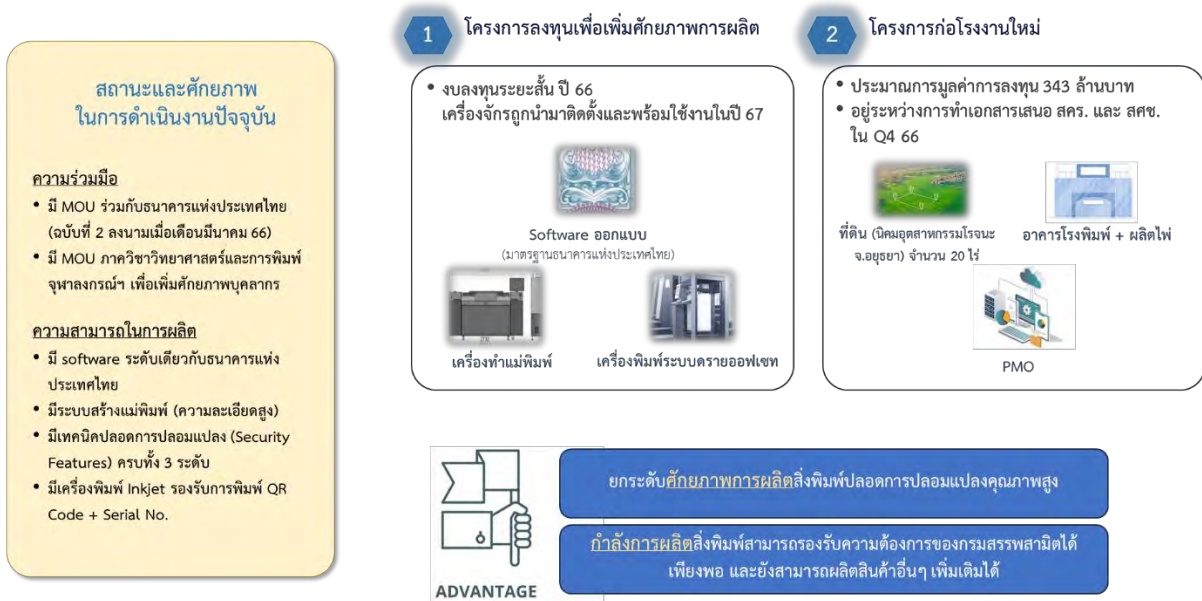 สถานะและศักยภาพ
ในการดำเนินงานปัจจุบัน
ความร่วมมือ
• มี MOU ร่วมกับธนาคารแห่งประเทศไทย
(ฉบับที่ 2 ลงนามเมื่อเดือนมีนาคม 66)
• มี MOU ภาควิชาวิทยาศาสตร์และการพิมพ์
จุฬาลงกรณ์ฯ เพื่อเพิ่มศักยภาพบุคลากร
ความสามารถในการผลิต
• มี software ระดับเดียวกับธนาคารแห่ง
ประเทศไทย
• มีระบบสร้างแม่พิมพ์ (ความละเอียดสูง)
• มีเทคนิคปลอดการปลอมแปลง (Security
Features) ครบทั้ง 3 ระดับ
• มีเครื่องพิมพ์ Inkjet รองรับการพิมพ์ QR
Code + Serial No.
1 โครงการลงทุนเพื่อเพิ่มศักยภาพการผลิต
• งบลงทุนระยะสั้น ปี 66
เครื่องจักรถูกนำมาติดตั้งและพร้อมใช้งานในปี 67
Software ออกแบบ
(มาตรฐานธนาคารแห่งประเทศไทย)
เครื่องทำแม่พิมพ์
เครื่องพิมพ์ระบบดรายออฟเซท
2 โครงการก่อโรงงานใหม่
• ประมาณการมูลค่าการลงทุน 343 ล้านบาท
• อยู่ระหว่างการทำเอกสารเสนอ สคร. และ สศช.
ใน Q4 66
ที่ดิน (นิคมอุตสาหกรรมโรจนะ
จ.อยุธยา) จำนวน 20 ไร่
อาคารโรงพิมพ์ + ผลิตไพ่
PMO
ADVANTAGE
ยกระดับศักยภาพการผลิตสิ่งพิมพ์ปลอดการปลอมแปลงคุณภาพสูง
กำลังการผลิตสิ่งพิมพ์สามารถรองรับความต้องการของกรมสรรพสามิตได้
เพียงพอ และยังสามารถผลิตสินค้าอื่นๆ เพิ่มเติมได้